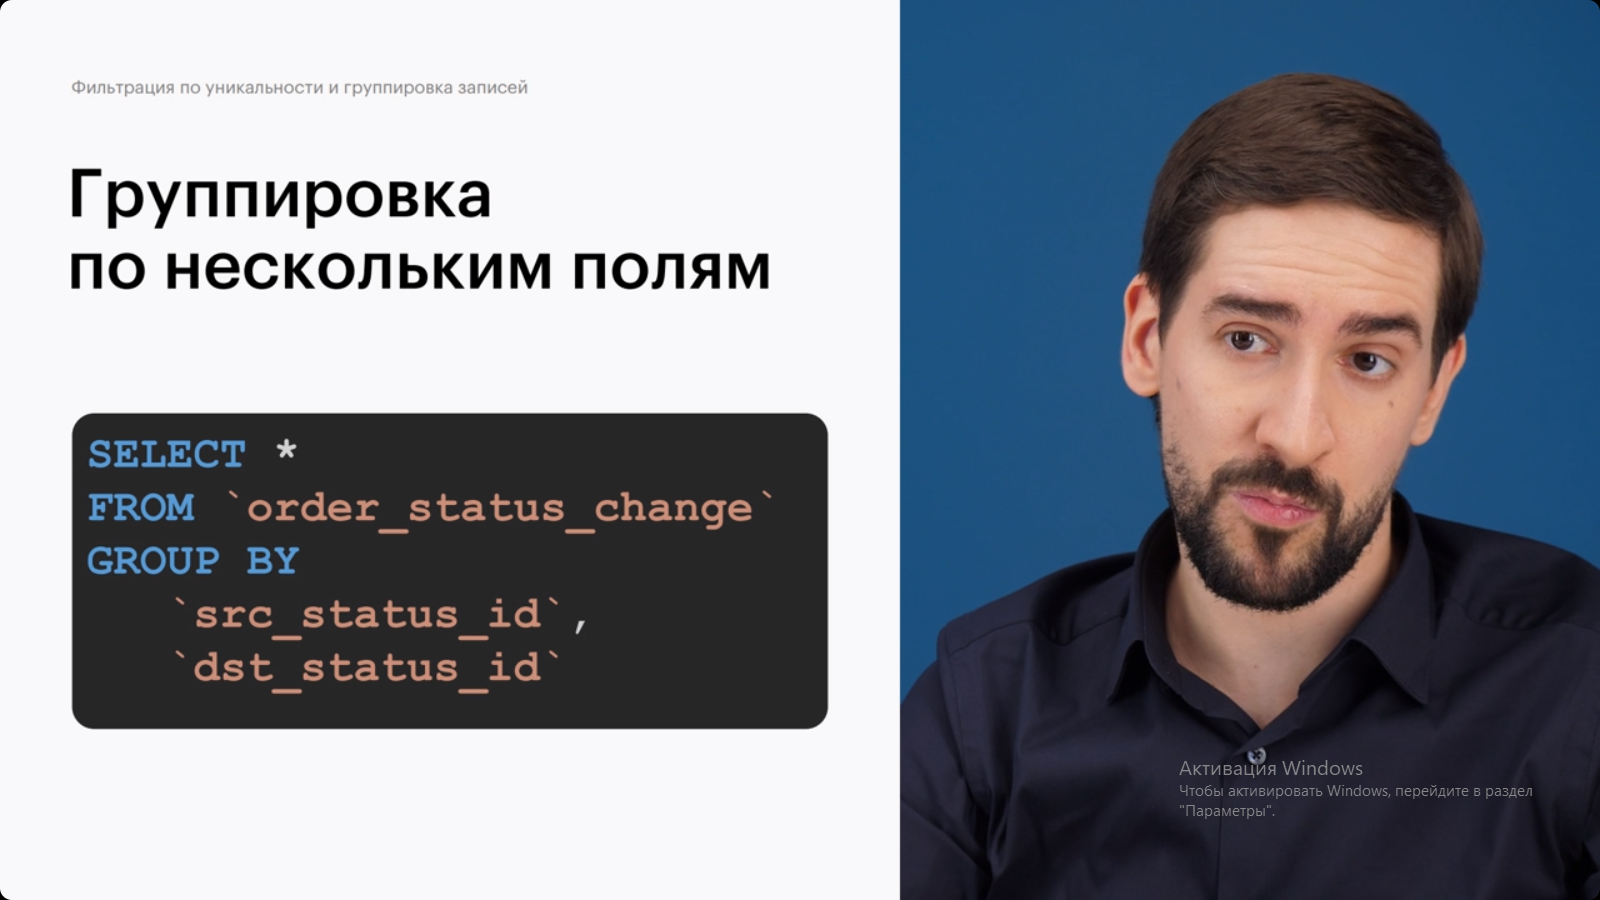 Фильтрация по уникальности и группировка записей
Группировка
по нескольким полям
SELECT *
FROM `order_status_change`
GROUP BY
`src_status_id`,
`dst_status_id`
Активация Windows
Чтобы активировать Windows, перейдите в раздел
"Параметры".